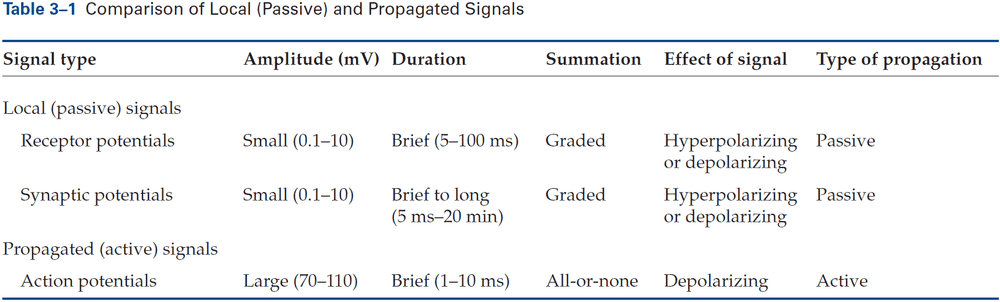 Table 3–1 Comparison of Local (Passive) and Propagated Signals
Signal type Amplitude (mV) Duration Summation Effect of signal Type of propagation
Local (passive) signals
Receptor potentials Small (0.1–10) Brief (5–100 ms) Graded Hyperpolarizing Passive
or depolarizing
Synaptic potentials Small (0.1–10) Brief to long Graded Hyperpolarizing Passive
(5 ms–20 min) or depolarizing
Propagated (active) signals
Action potentials Large (70–110) Brief (1–10 ms) All-or-none Depolarizing Active